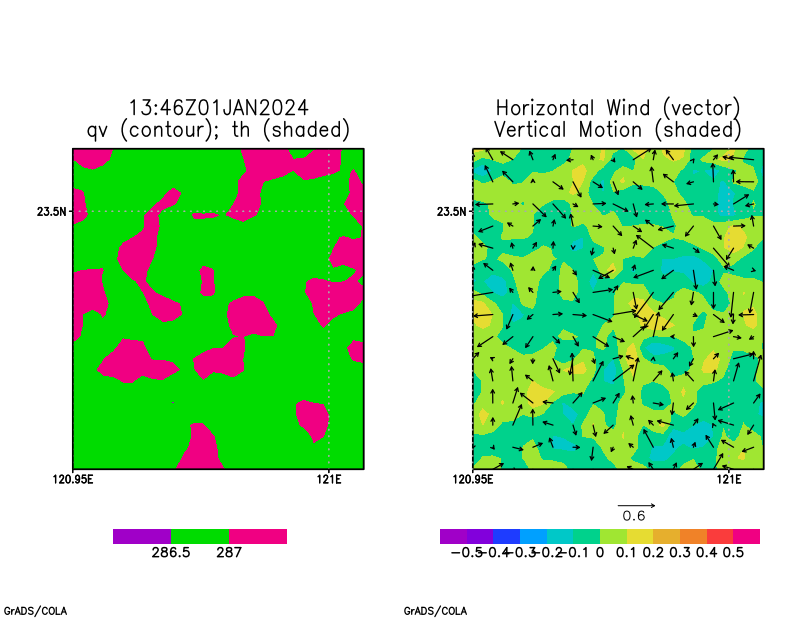 13:46Z01JAN2024
qv (contour); th (shaded)
23.5N
120.95E 121E
286.5 287
Horizontal Wind (vector)
Vertical Motion (shaded)
23.5N
120.95E 121E
0.6
-0.5 -0.4 -0.3 -0.2 -0.1 0 0.1 0.2 0.3 0.4 0.5
GrADS/COLA
GrADS/COLA